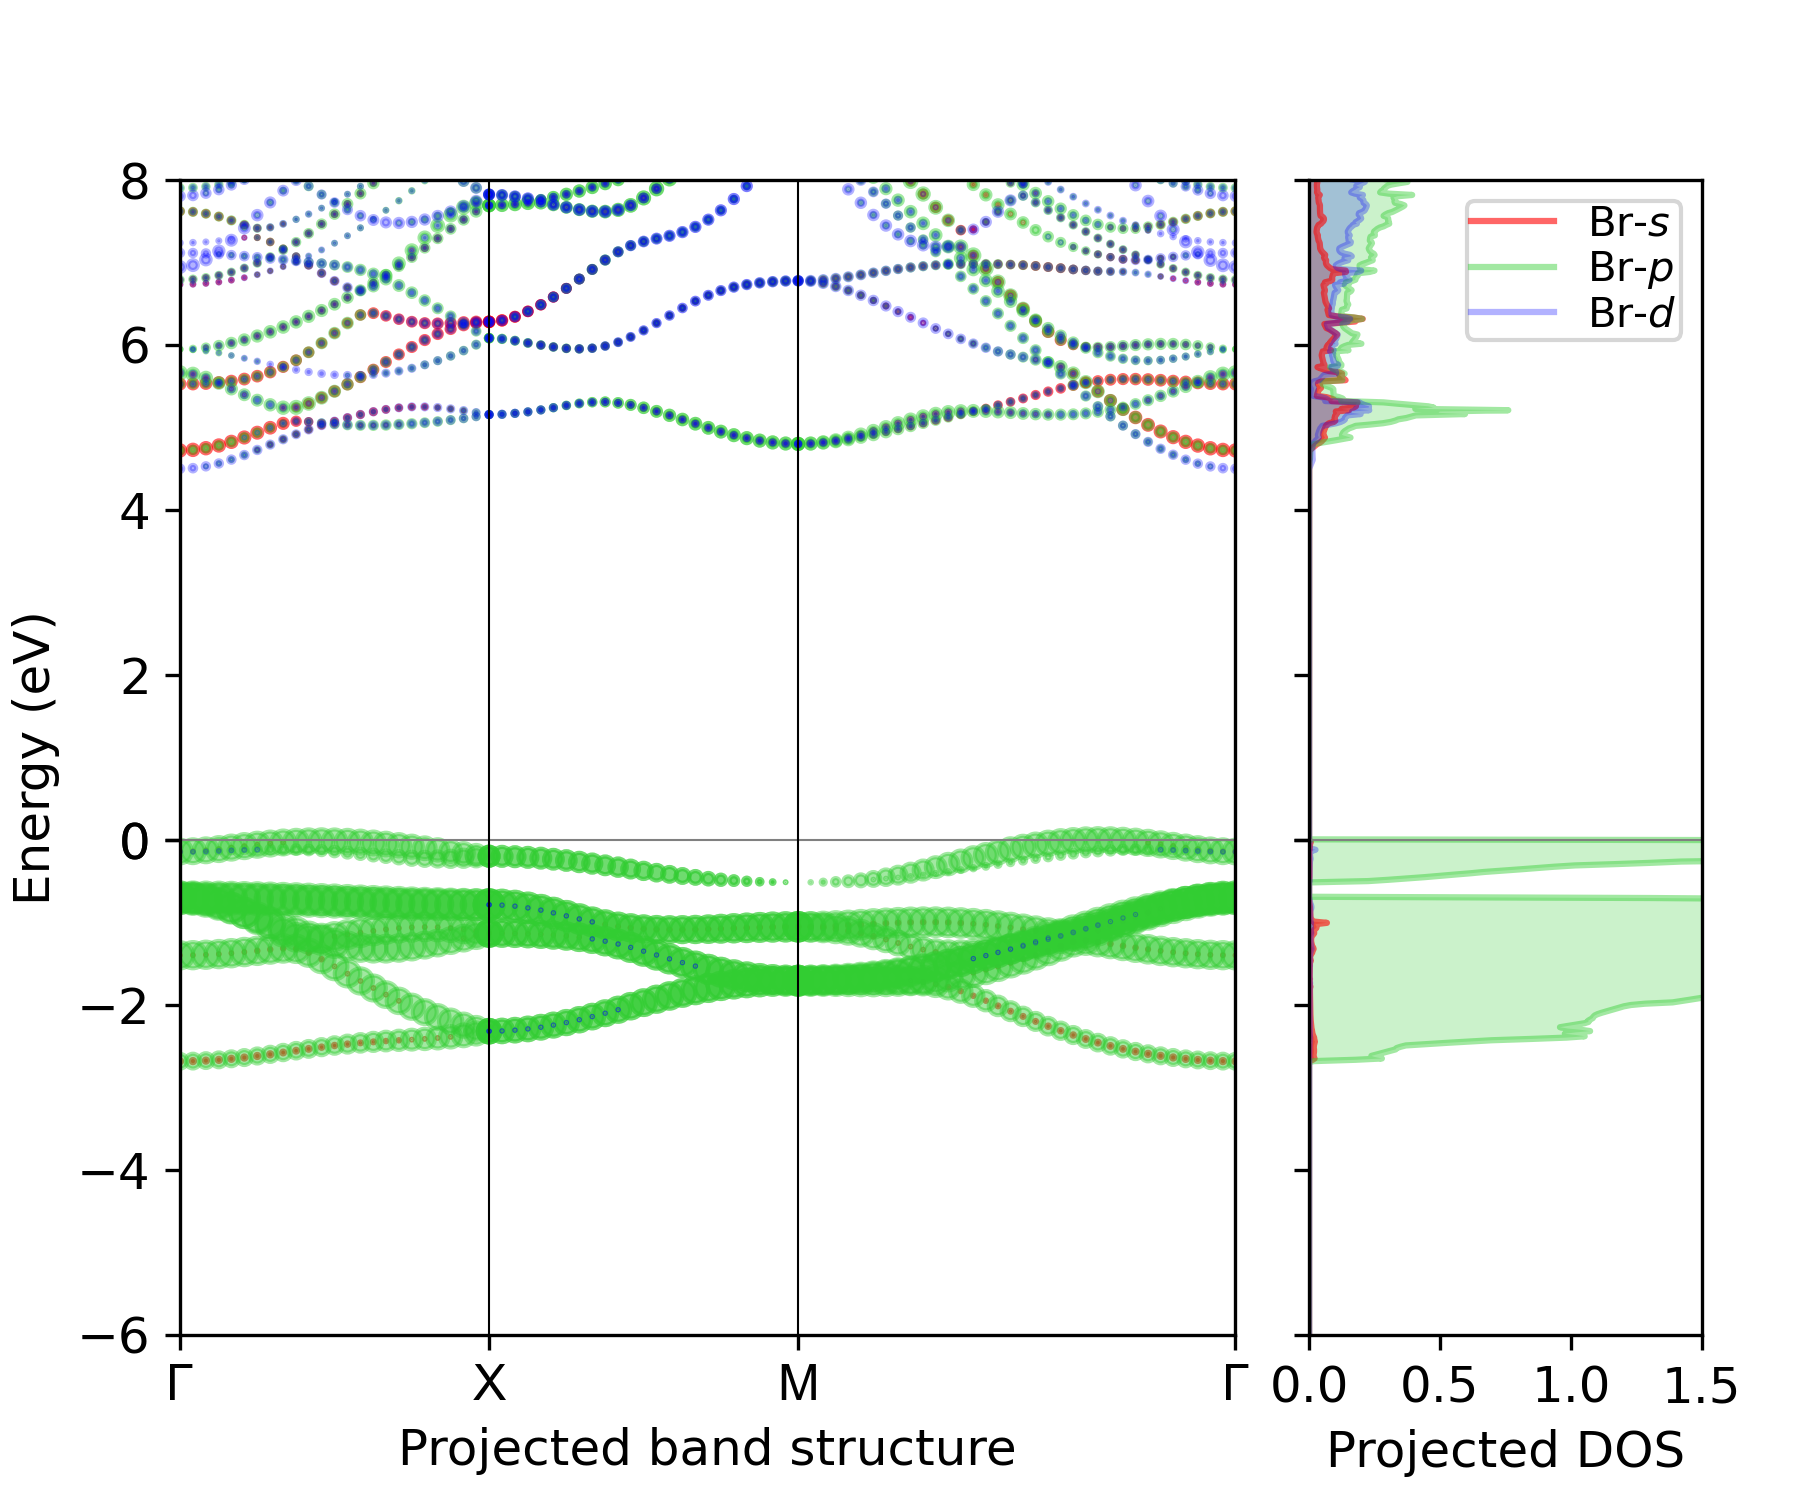 8
6
4
2
0
−2
−4
−6
Energy (eV)
Γ
X
M
Γ
Projected band structure
Br-s
Br-p
Br-d
0.0
0.5
1.0
1.5
Projected DOS